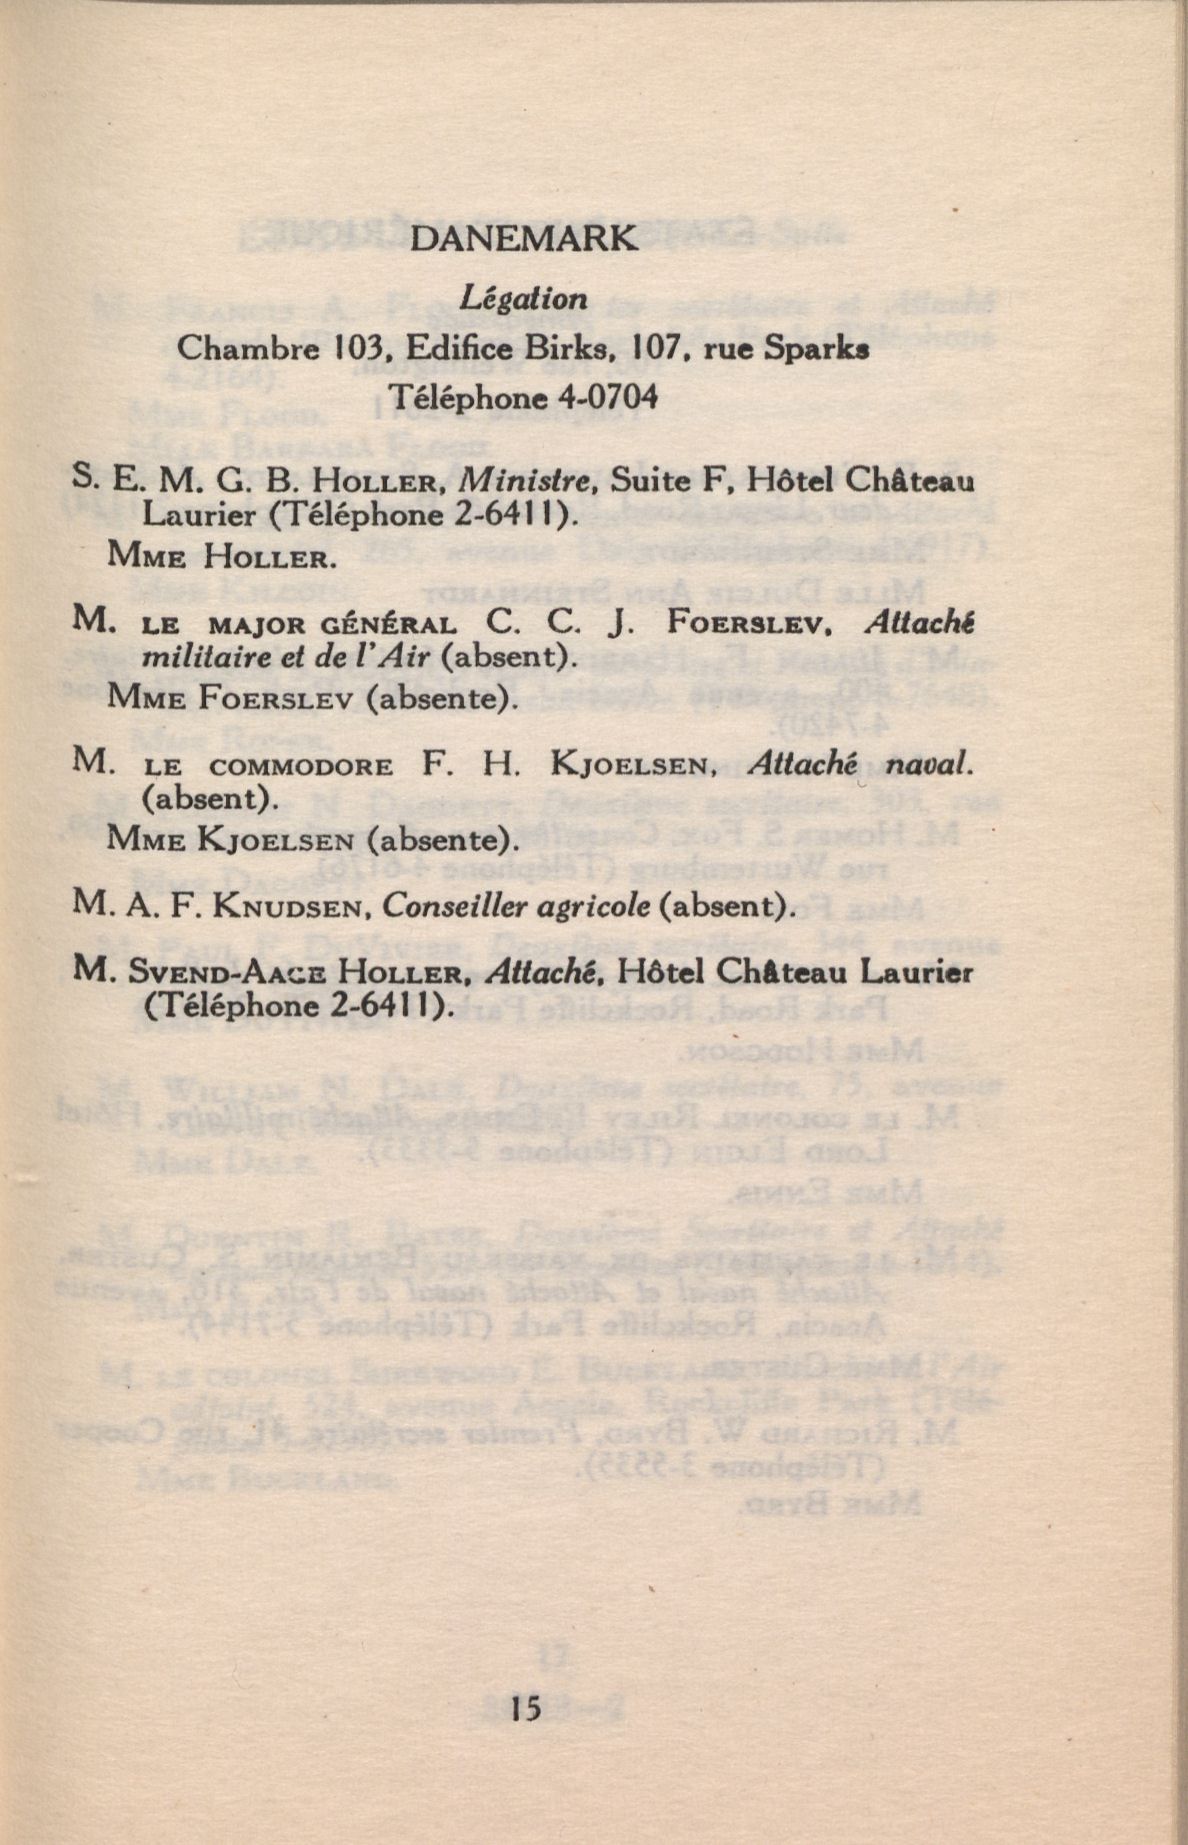 DANEMARK
Légation
Chambre 103, Edifice Birks, 107, rue Sparks
Téléphone 4-0704
S. E. M. G. B. HOLLER, Ministre, Suite F, Hôtel Château
Laurier (Téléphone 2-6411).
MME HOLLER.
M. LE MAJOR GÉNÉRAL C. C. J. FOERSLEV, Attaché
militaire et de l'Air (absent).
MME FOERSLEV (absente).
M. LE COMMODORE F. H. KJOELSEN, Attaché naval.
(absent).
MME KJOELSEN (absente).
M. A. F. KNUDSEN, Conseiller agricole (absent).
M. SVEND-AAGE HOLLER, Attaché, Hôtel Château Laurier
(Téléphone 2-6411).
15